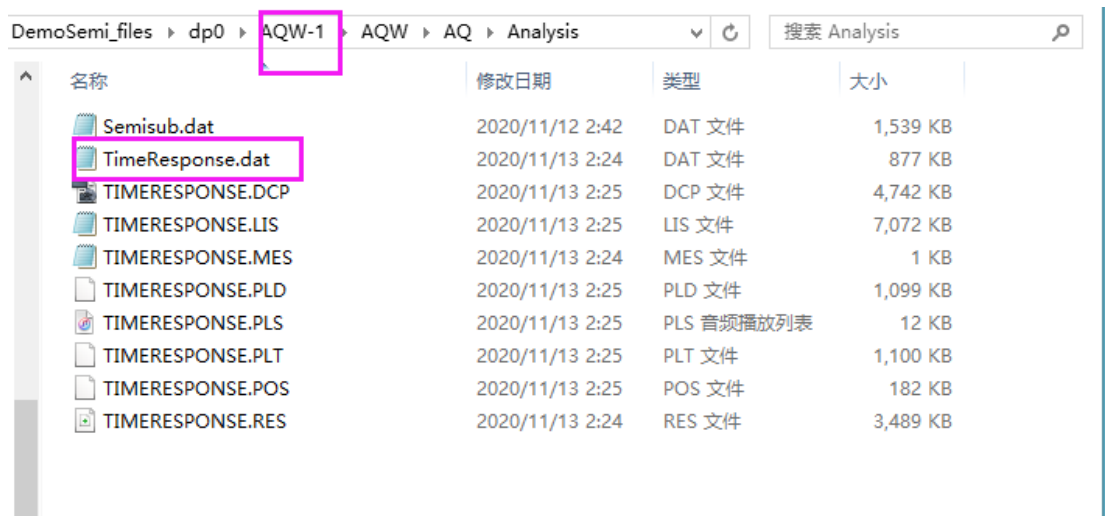 DemoSemi_files dp0 AQW-1 AQW AQ Analysis 搜索 Analysis
名称 修改日期 类型 大小
Semisub.dat 2020/11/12 2:42 DAT 文件 1,539 KB
TimeResponse.dat 2020/11/13 2:24 DAT 文件 877 KB
TIMERESPONSE.DCP 2020/11/13 2:25 DCP 文件 4,742 KB
TIMERESPONSE.LIS 2020/11/13 2:25 LIS 文件 7,072 KB
TIMERESPONSE.MES 2020/11/13 2:24 MES 文件 1 KB
TIMERESPONSE.PLD 2020/11/13 2:25 PLD 文件 1,099 KB
TIMERESPONSE.PLS 2020/11/13 2:25 PLS 音频播放列表 12 KB
TIMERESPONSE.PLT 2020/11/13 2:25 PLT 文件 1,100 KB
TIMERESPONSE.POS 2020/11/13 2:25 POS 文件 182 KB
TIMERESPONSE.RES 2020/11/13 2:24 RES 文件 3,489 KB